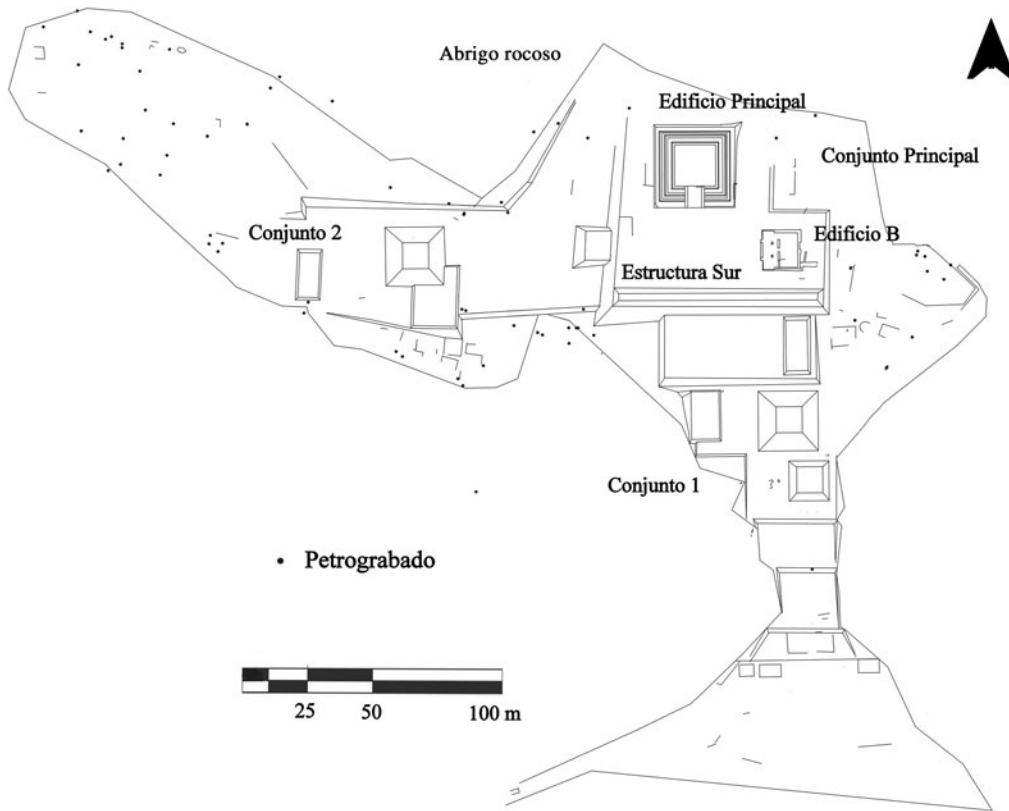 Abrigo rocoso
Edificio Principal
Conjunto Principal
Conjunto 2
Edificio B
Estructura Sur
Conjunto 1
Petrograbado
25 50 100 m